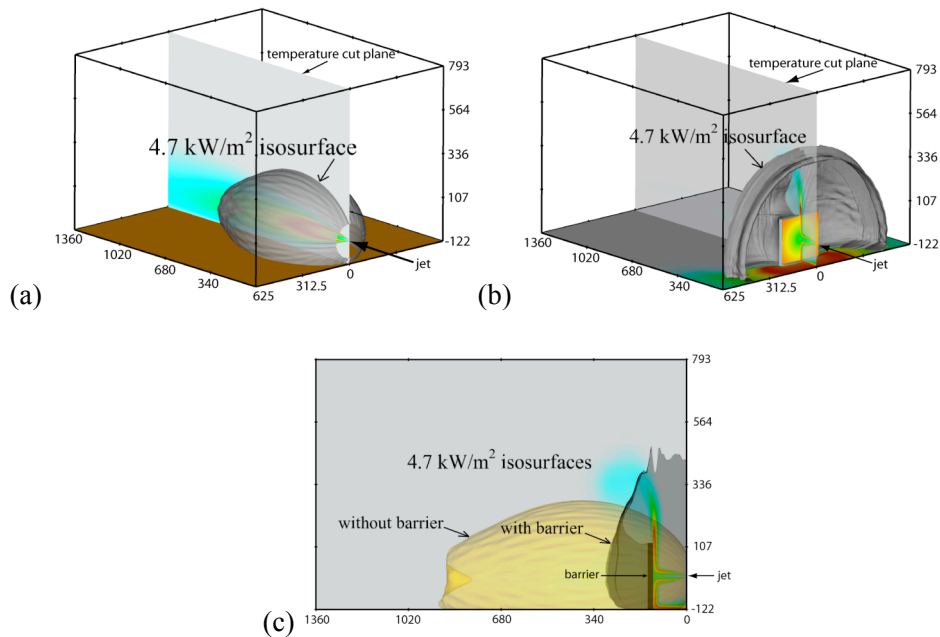 temperature cut plane
793
564
4.7 kW/m² isosurface
336
107
-122
1360
1020
680
340
625
312.5
0
jet
(a)
temperature cut plane
793
564
4.7 kW/m² isosurface
336
107
-122
1360
1020
680
340
625
312.5
0
jet
(b)
793
564
4.7 kW/m² isosurfaces
336
without barrier
with barrier
107
barrier
jet
-122
1360
1020
680
340
0
(c)